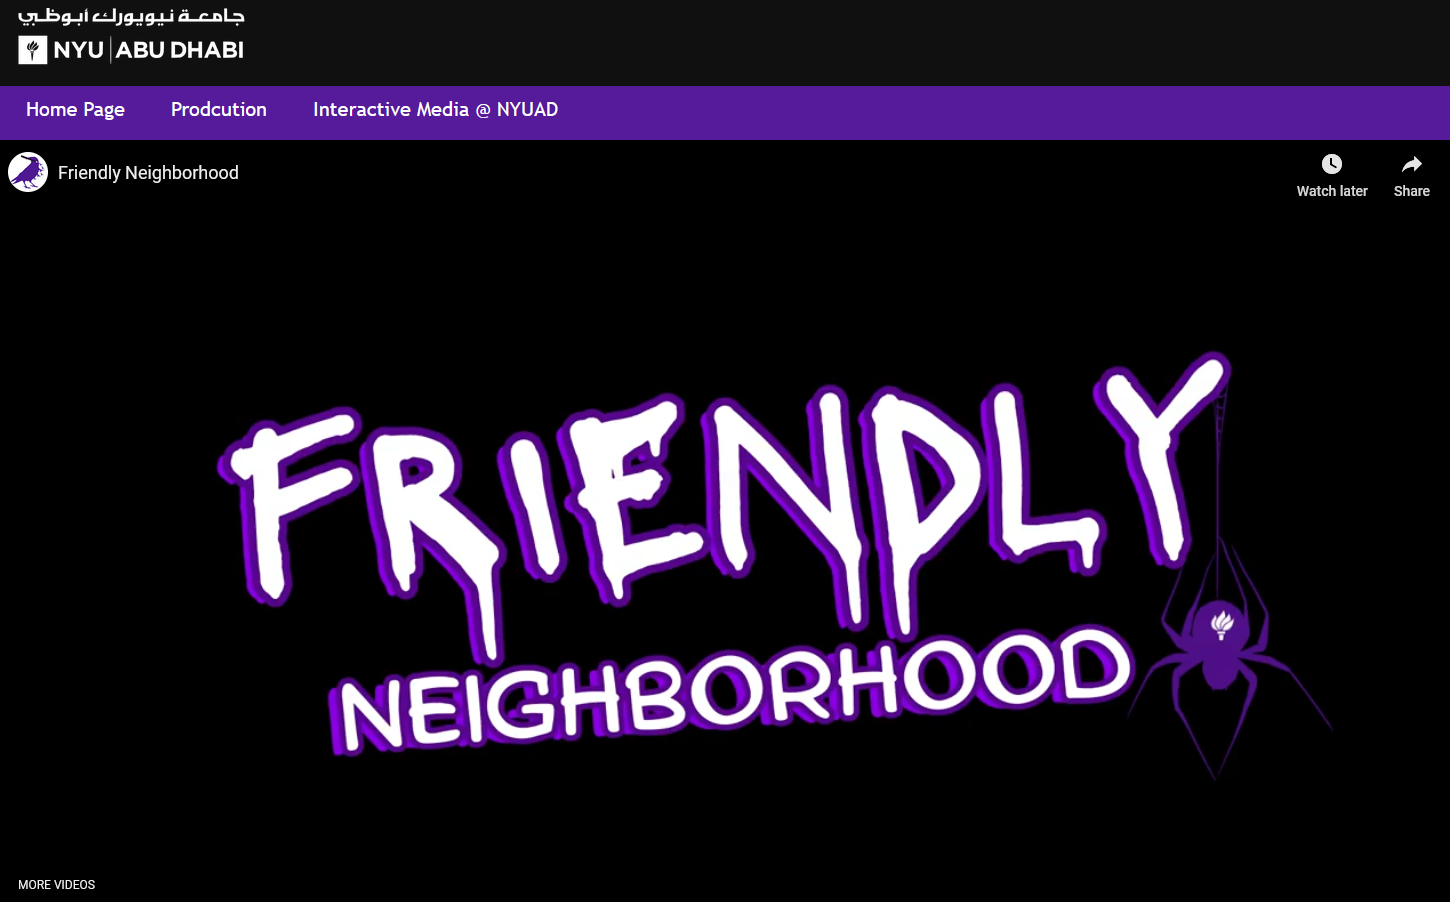 جامعـة نيويورك أبوظبي
NYU | ABU DHABI
Home Page Prodcution Interactive Media @ NYUAD
Friendly Neighborhood
Watch later Share
FRIENDLY
NEIGHBORHOOD
MORE VIDEOS